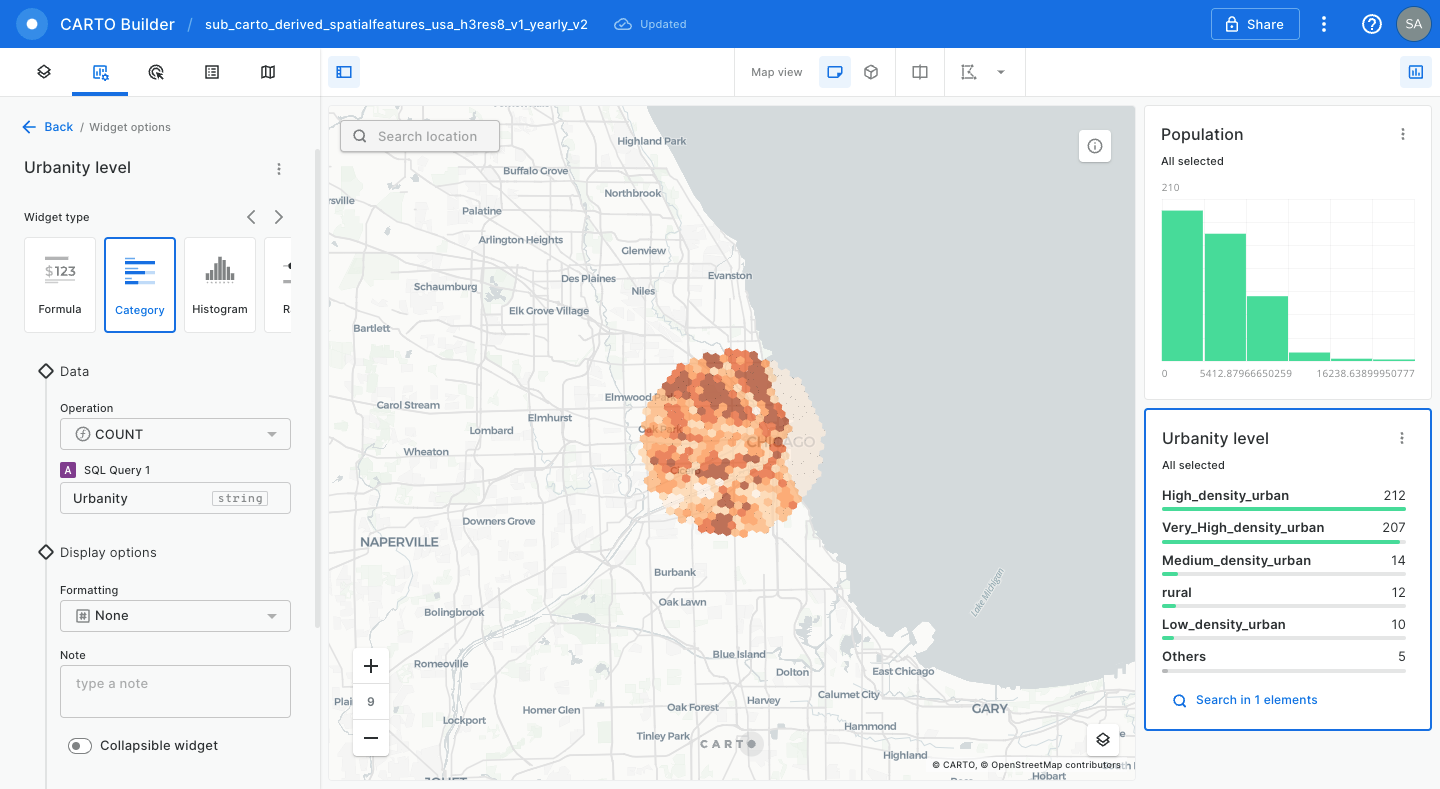 CARTO Builder / sub_carto_derived_spatialfeatures_usa_h3res8_v1_yearly_v2 Updated
Share
SA
Map view
Back / Widget options
Urbanity level
Widget type
$123
Formula
Category
Histogram
R
Data
Operation
COUNT
A SQL Query 1
Urbanity string
Display options
Formatting
None
Note
type a note
Collapsible widget
Search location
Highland Park
Buffalo Grove
rsville
Northbrook
Palatine
Arlington Heights
Glenview
Evanston
Des Plaines
Schaumburg
Niles
Elk Grove Village
Bartlett
Elmwood Pa
Carol Stream
Elmhurst
Oak Park
Lombard
CHICAGO
Wheaton
Downers Grove
NAPERVILLE
Burbank
Lake Michigan
Oak Lawn
Bolingbrook
Blue Island
Romeoville
East Chicago
Dolton
Calumet City
Plai
Harvey
Oak Forest
GARY
Homer Glen
Lockport
Hammond
Tinley Park
Highland
JOLIET
Hobart
9
CARTO
© CARTO, © OpenStreetMap contributors
Population
All selected
210
0 5412.87966650259 16238.63899950777
Urbanity level
All selected
High_density_urban 212
Very_High_density_urban 207
Medium_density_urban 14
rural 12
Low_density_urban 10
Others 5
Search in 1 elements